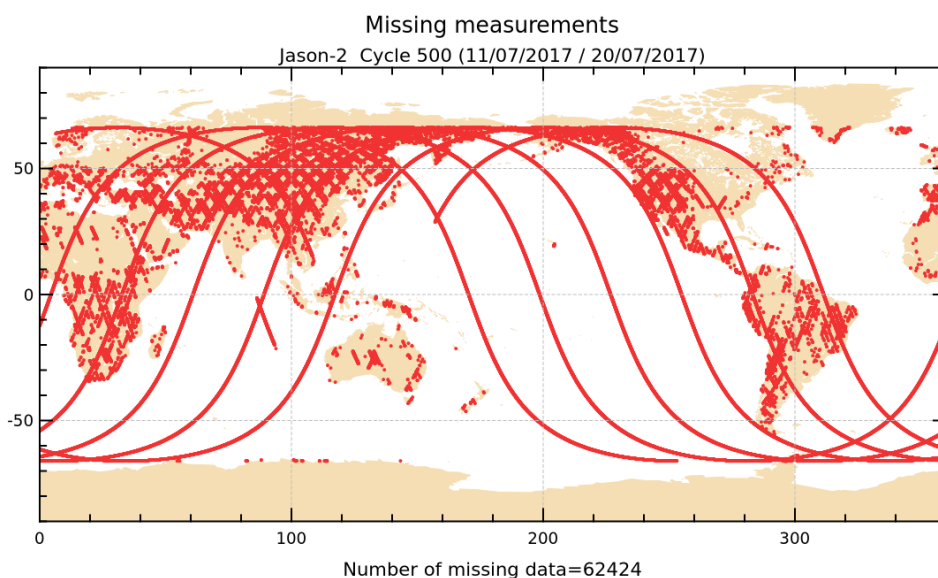 Missing measurements
Jason-2  Cycle 500 (11/07/2017 / 20/07/2017)
50
0
-50
0 100 200 300
Number of missing data=62424